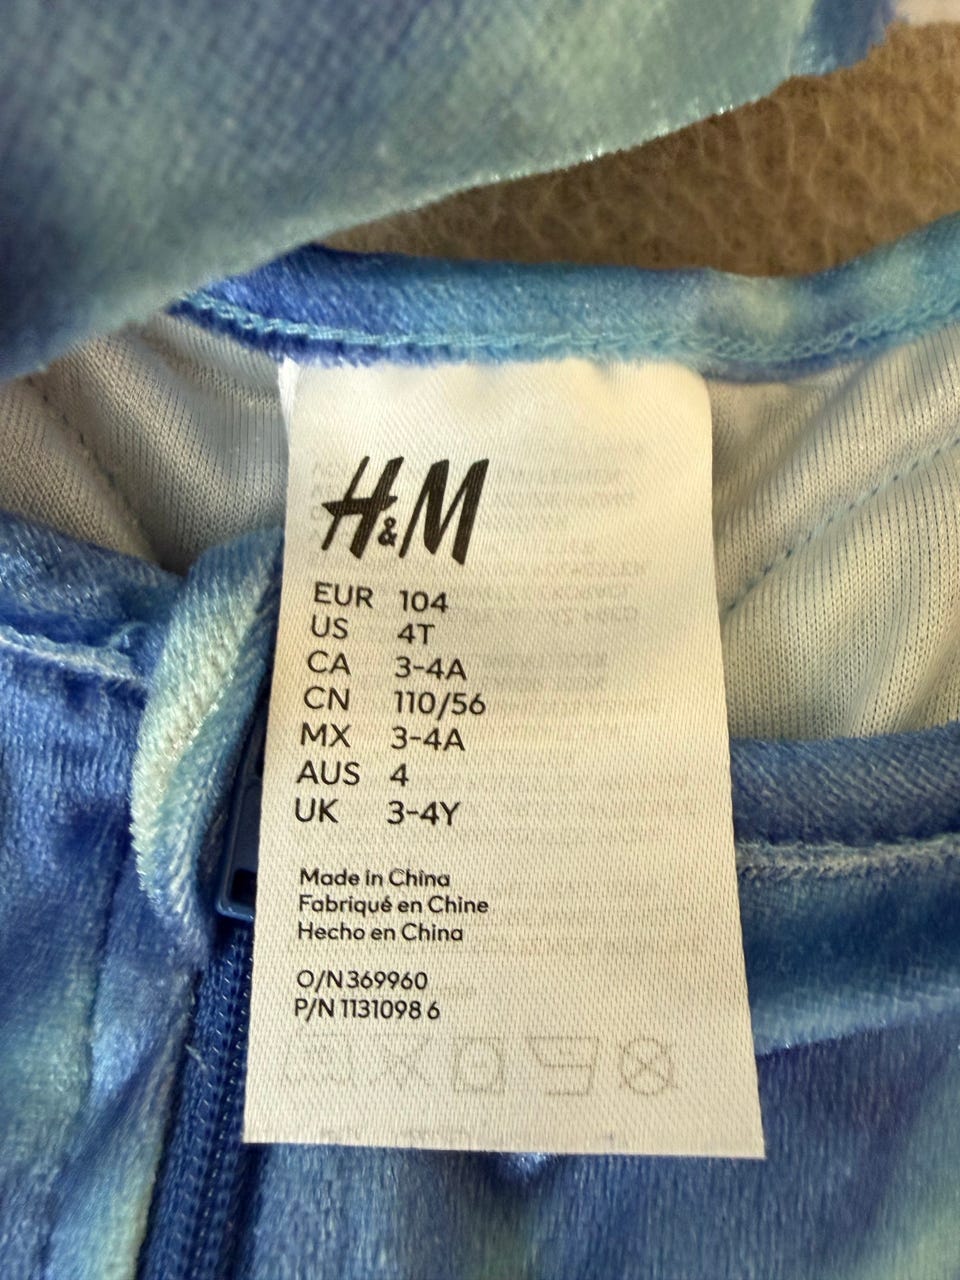 H&M
EUR 104
US 4T
CA 3-4A
CN 110/56
MX 3-4A
AUS 4
UK 3-4Y
Made in China
Fabriqué en Chine
Hecho en China
O/N 369960
P/N 1131098 6